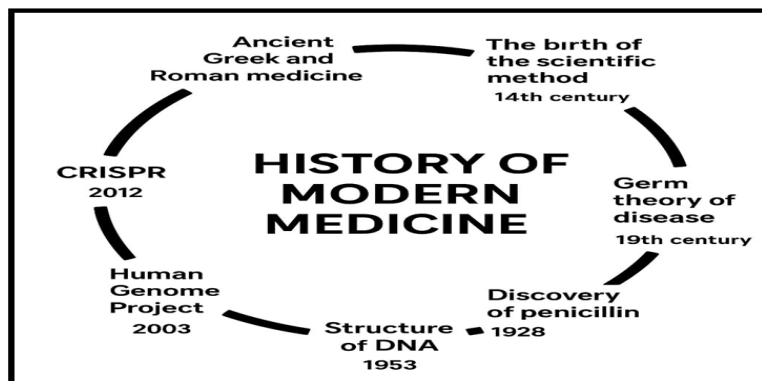 HISTORY OF
MODERN
MEDICINE
Ancient
Greek and
Roman medicine
The birth of
the scientific
method
14th century
Germ
theory of
disease
19th century
Discovery
of penicillin
1928
Structure
of DNA
1953
Human
Genome
Project
2003
CRISPR
2012